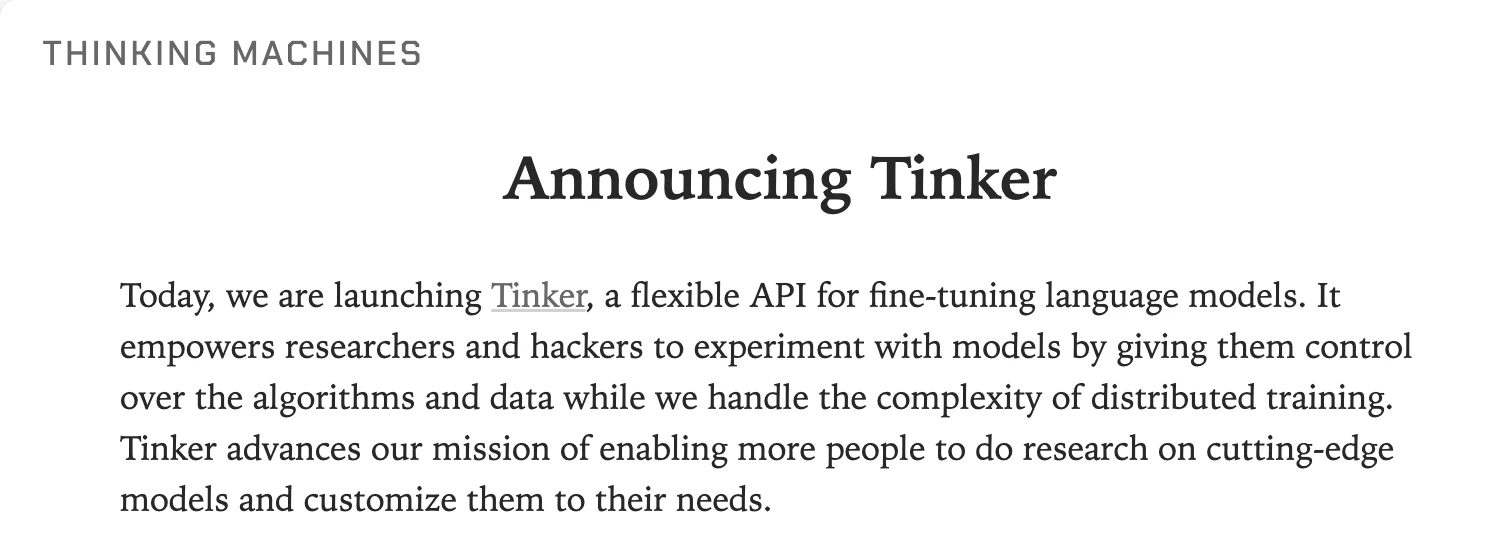 THINKING MACHINES
Announcing Tinker
Today, we are launching Tinker, a flexible API for fine-tuning language models. It
empowers researchers and hackers to experiment with models by giving them control
over the algorithms and data while we handle the complexity of distributed training.
Tinker advances our mission of enabling more people to do research on cutting-edge
models and customize them to their needs.